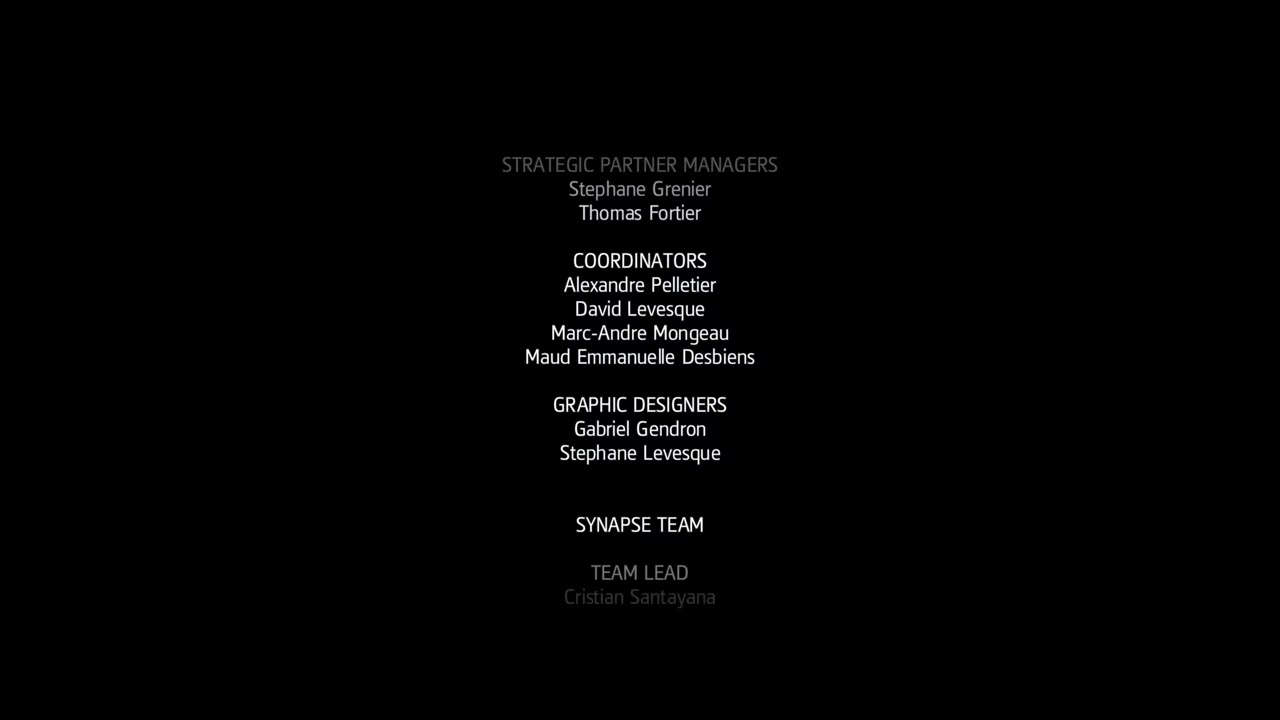 STRATEGIC PARTNER MANAGERS
Stephane Grenier
Thomas Fortier
COORDINATORS
Alexandre Pelletier
David Levesque
Marc-Andre Mongeau
Maud Emmanuelle Desbiens
GRAPHIC DESIGNERS
Gabriel Gendron
Stephane Levesque
SYNAPSE TEAM
TEAM LEAD
Cristian Santayana